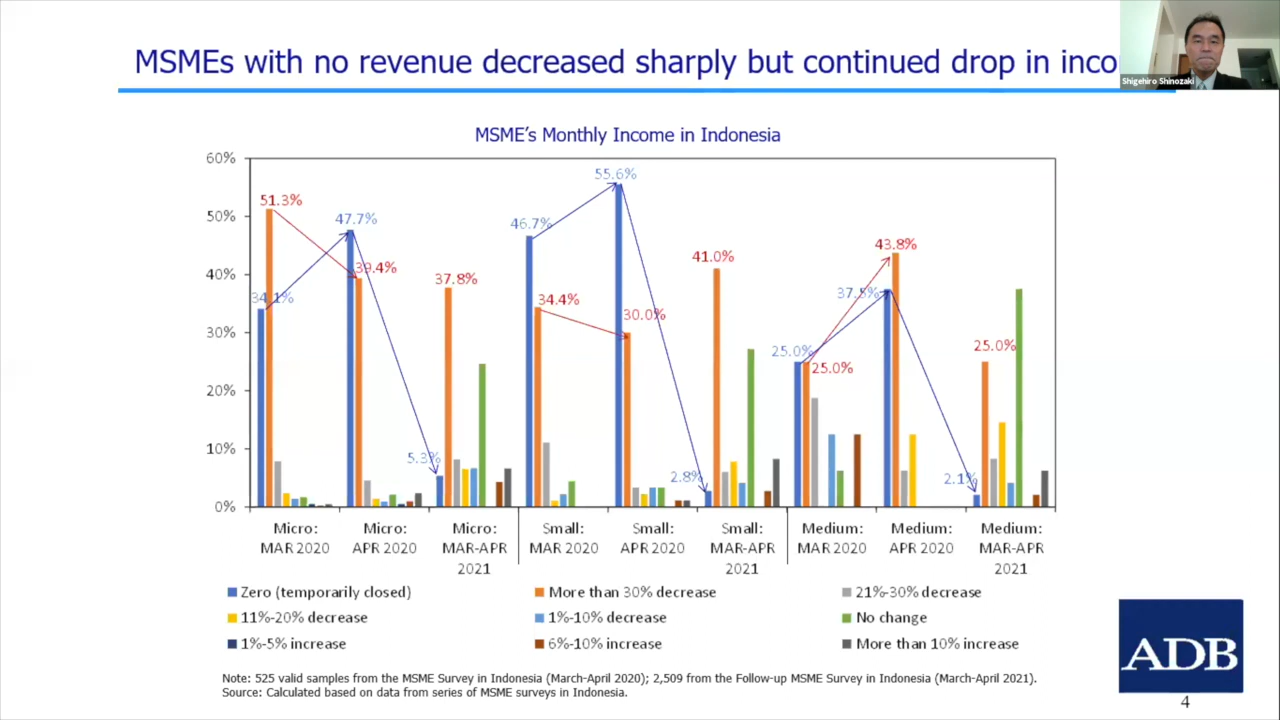 MSMEs with no revenue decreased sharply but continued drop in inco
Shigehiro Shinozaki
MSME's Monthly Income in Indonesia
60%
50%
40%
30%
20%
10%
0%
34.1%
51.3%
47.7%
39.4%
5.3%
37.8%
46.7%
34.4%
55.6%
30.0%
2.8%
41.0%
25.0%
25.0%
37.5%
43.8%
2.1%
25.0%
Micro:
MAR 2020
Micro:
APR 2020
Micro:
MAR-APR
2021
Small:
MAR 2020
Small:
APR 2020
Small:
MAR-APR
2021
Medium:
MAR 2020
Medium:
APR 2020
Medium:
MAR-APR
2021
Zero (temporarily closed)
More than 30% decrease
21%-30% decrease
11%-20% decrease
1%-10% decrease
No change
1%-5% increase
6%-10% increase
More than 10% increase
Note: 525 valid samples from the MSME Survey in Indonesia (March-April 2020); 2,509 from the Follow-up MSME Survey in Indonesia (March-April 2021).
Source: Calculated based on data from series of MSME surveys in Indonesia.
ADB
4